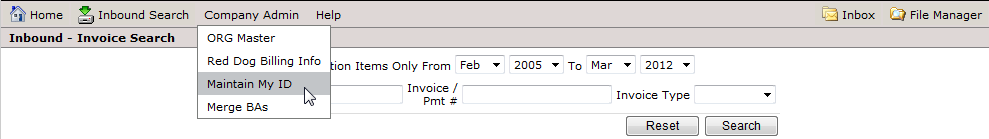 Home Inbound Search Company Admin Help Inbox File Manager
Inbound - Invoice Search
ORG Master
Red Dog Billing Info
Maintain My ID
Merge BAs
tion Items Only From Feb 2005 To Mar 2012
Invoice / Pmt # Invoice Type
Reset Search